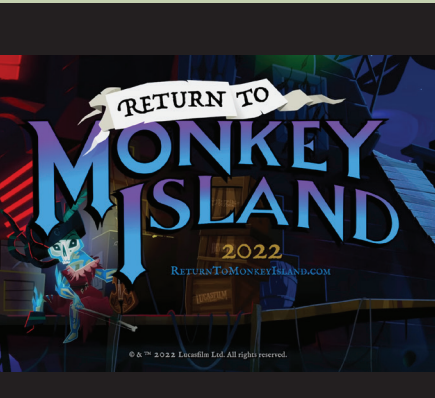 RETURN TO
MONKEY
ISLAND
2022
RETURNTOMONKEYISLAND.COM
© & ™ 2022 Lucasfilm Ltd. All rights reserved.